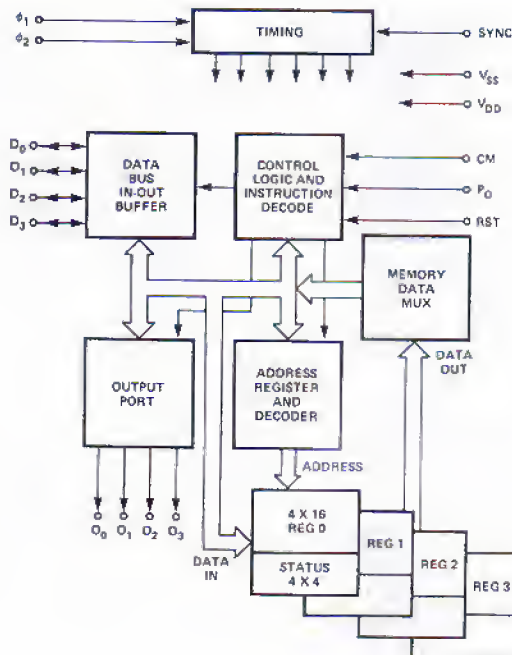 ϕ1
ϕ2
TIMING
SYNC
VSS
VDD
D0
D1
D2
D3
DATA
BUS
IN-OUT
BUFFER
CONTROL
LOGIC AND
INSTRUCTION
DECODE
CM
P0
RST
MEMORY
DATA
MUX
DATA
OUT
OUTPUT
PORT
ADDRESS
REGISTER
AND
DECODER
ADDRESS
O0
O1
O2
O3
DATA
IN
4 X 16
REG 0
STATUS
4 X 4
REG 1
REG 2
REG 3